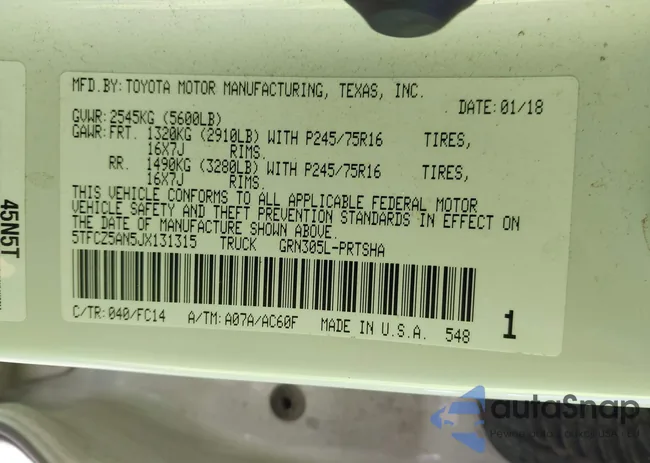 MFD.BY:TOYOTA MOTOR MANUFACTURING, TEXAS, INC.
DATE:01/18
GVWR:2545KG (5600LB)
GAWR:FRT. 1320KG (2910LB) WITH P245/75R16 TIRES,
16X7J RIMS.
RR. 1490KG (3280LB) WITH P245/75R16 TIRES,
16X7J RIMS.
THIS VEHICLE CONFORMS TO ALL APPLICABLE FEDERAL MOTOR
VEHICLE SAFETY AND THEFT PREVENTION STANDARDS IN EFFECT ON
THE DATE OF MANUFACTURE SHOWN ABOVE.
5TFCZ5AN5JX131315 TRUCK GRN305L-PRTSHA
C/TR:040/FC14 A/TM:A07A/AC60F MADE IN U.S.A. 548 1
45N5T
autoSnap